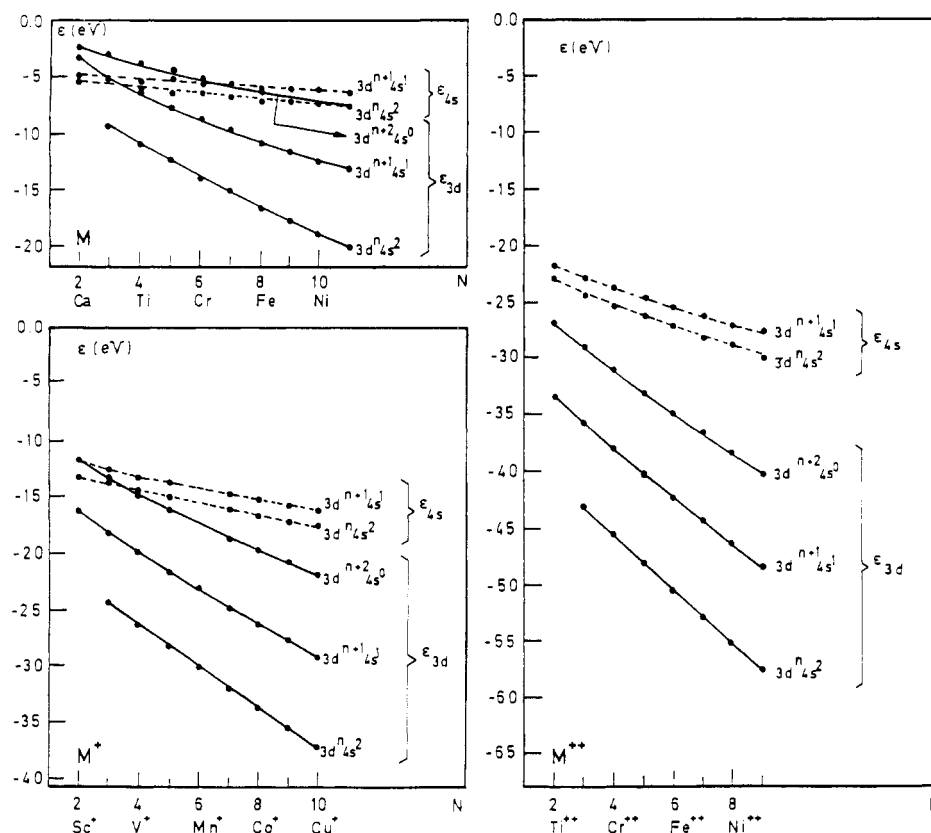 ε (eV)
0.0
-5
-10
-15
-20
3d^{n+1}4s^1
3d^n4s^2
ε_{4s}
3d^{n+2}4s^0
3d^{n+1}4s^1
ε_{3d}
3d^n4s^2
M
2 4 6 8 10 N
Ca Ti Cr Fe Ni
0.0
ε (eV)
-5
-10
-15
-20
-25
-30
-35
-40
3d^{n+1}4s^1
3d^n4s^2
ε_{4s}
3d^{n+2}4s^0
3d^{n+1}4s^1
ε_{3d}
3d^n4s^2
M^+
2 4 6 8 10 N
Sc^+ V^+ Mn^+ Co^+ Cu^+
0.0
ε (eV)
-5
-10
-15
-20
-25
-30
-35
-40
-45
-50
-55
-60
-65
3d^{n+1}4s^1
3d^n4s^2
ε_{4s}
3d^{n+2}4s^0
3d^{n+1}4s^1
ε_{3d}
3d^n4s^2
M^{++}
2 4 6 8
Ti^{++} Cr^{++} Fe^{++} Ni^{++}